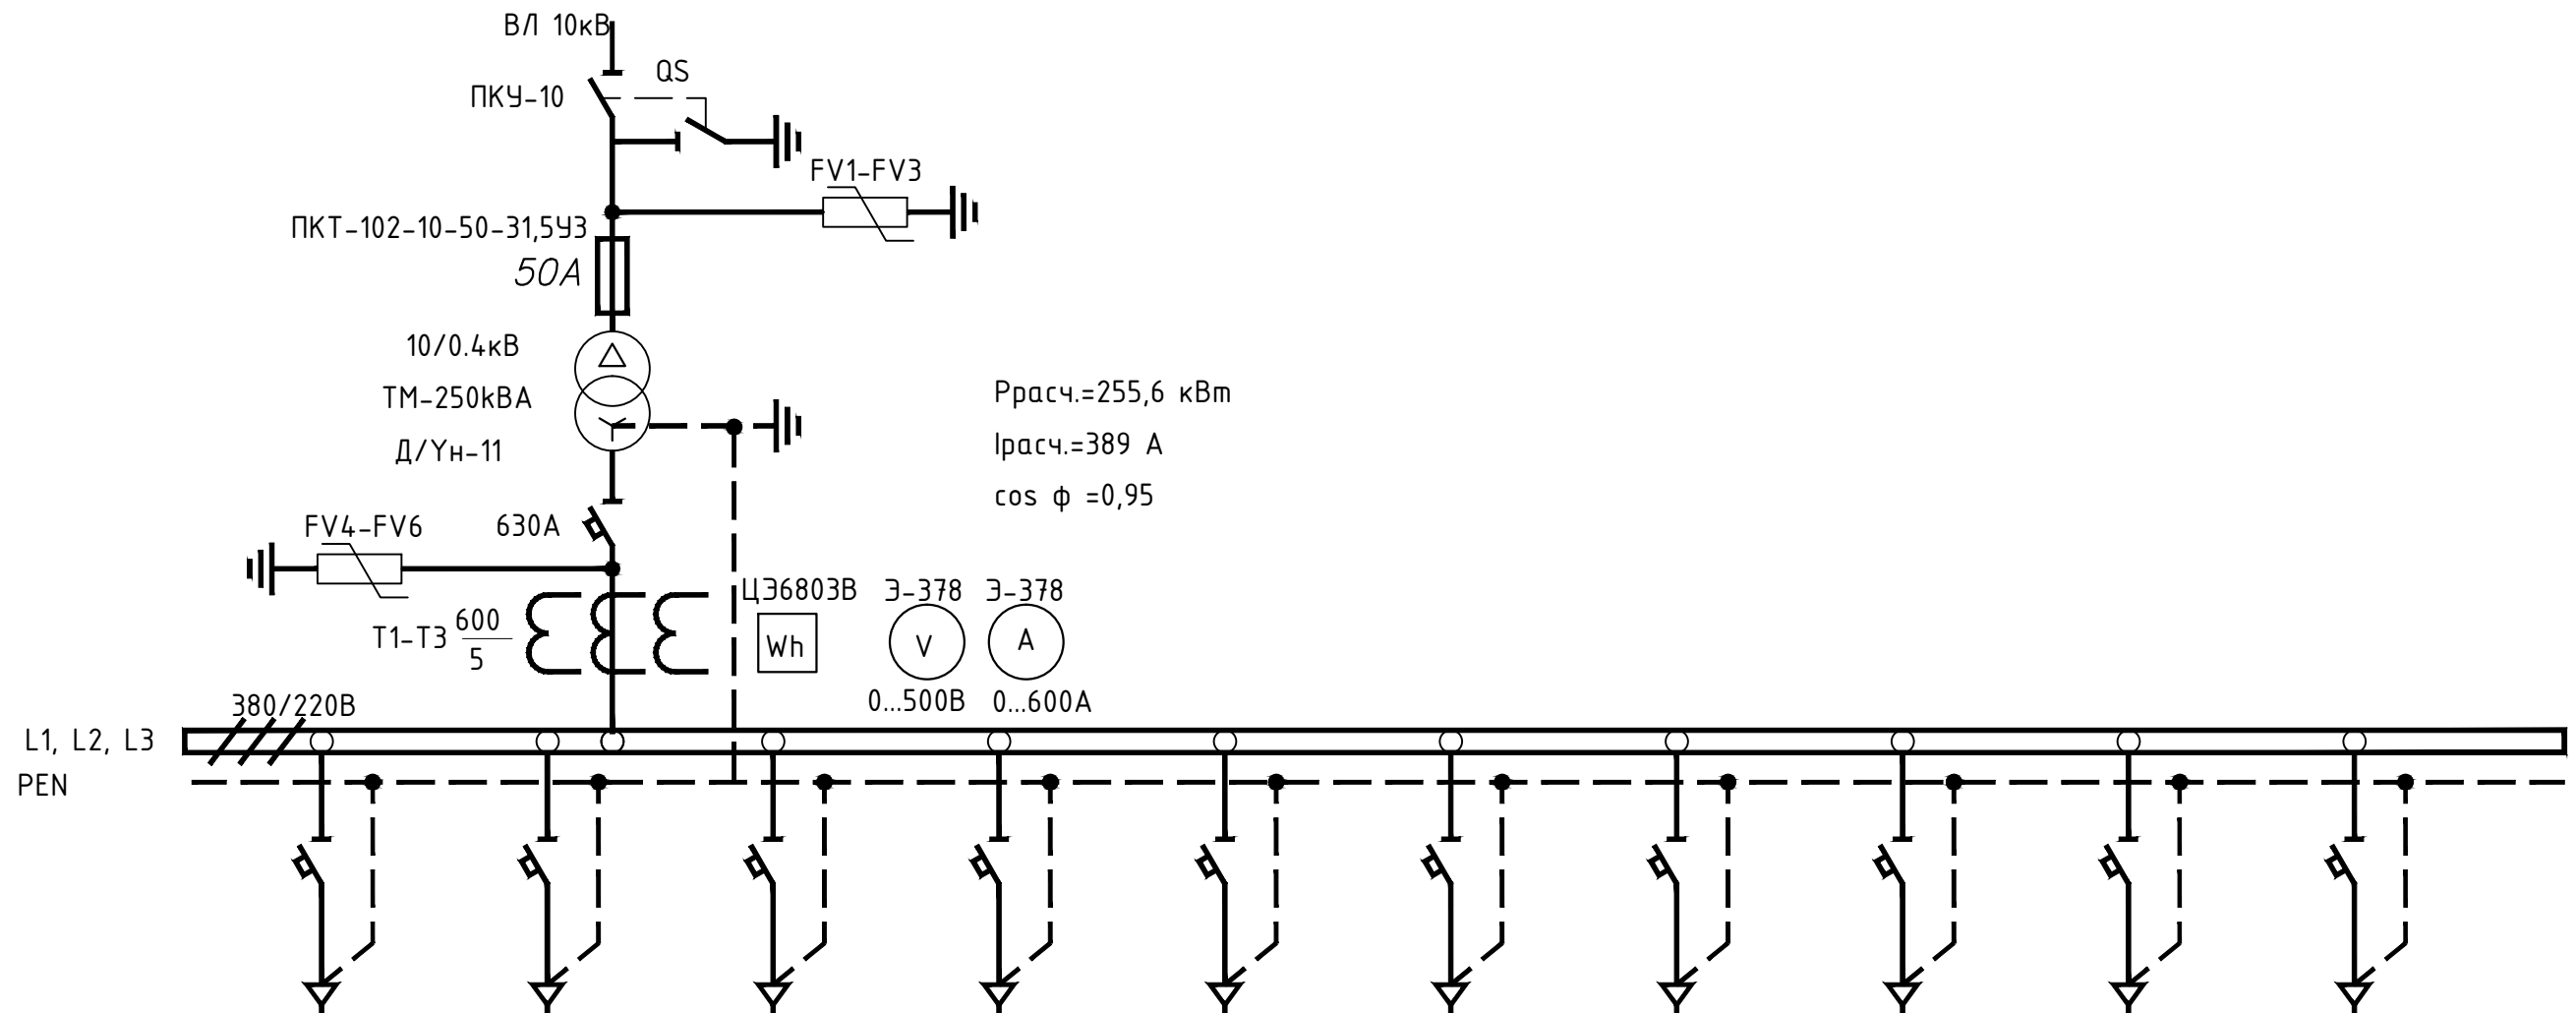 ВЛ 10кВ
QS
ПКУ-10
FV1-FV3
ПКТ-102-10-50-31,5У3
50А
10/0.4кВ
ТМ-250kВА
Д/Yн-11
Ррасч.=255,6 кВт
Iрасч.=389 А
cos ф =0,95
FV4-FV6
630А
ЦЭ6803В
Э-378
Э-378
Т1-Т3 600
5
Wh
V
A
0...500В
0...600А
380/220В
L1, L2, L3
PEN